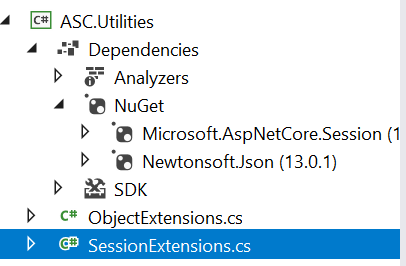 ASC.Utilities
Dependencies
Analyzers
NuGet
Microsoft.AspNetCore.Session (1
Newtonsoft.Json (13.0.1)
SDK
C# ObjectExtensions.cs
C# SessionExtensions.cs